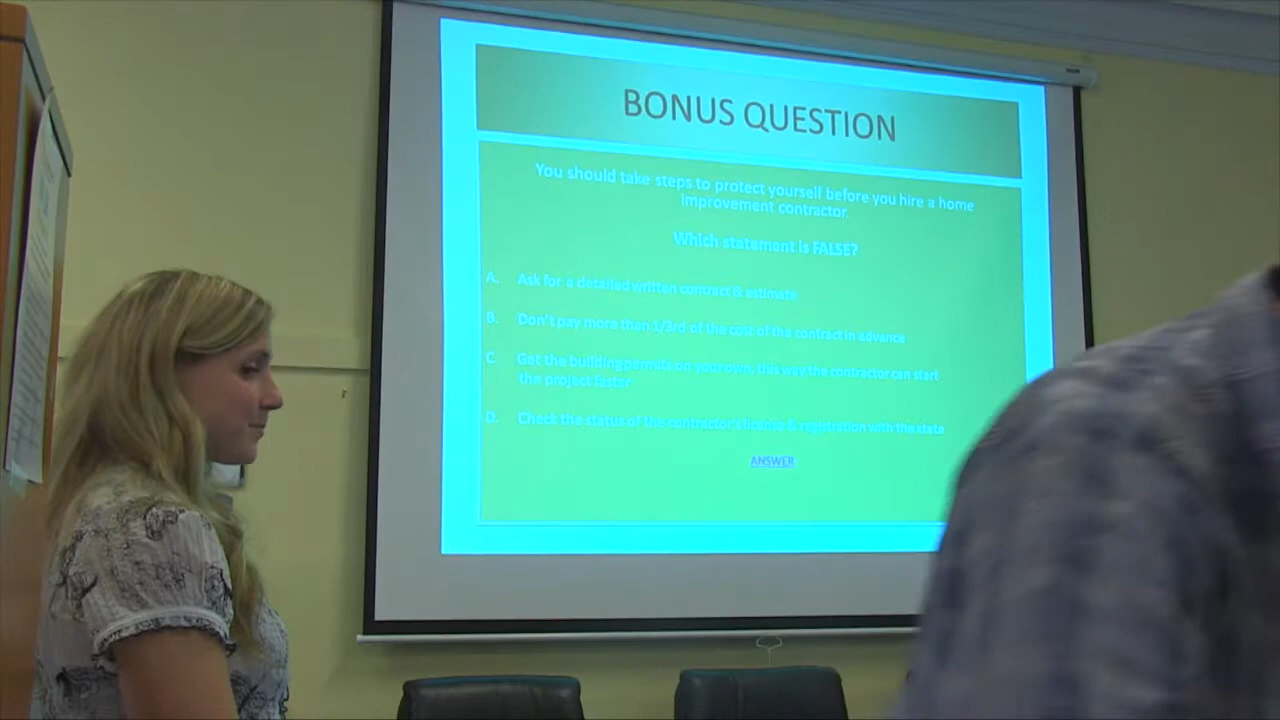 BONUS QUESTION
You should take steps to protect yourself before you hire a home
improvement contractor.
Which statement is FALSE?
A. Ask for a detailed written contract & estimate
B. Don't pay more than 1/3rd of the cost of the contract in advance
C. Get the building permits on your own, this way the contractor can start
the project faster
D. Check the status of the contractor's license & registration with the state
ANSWER